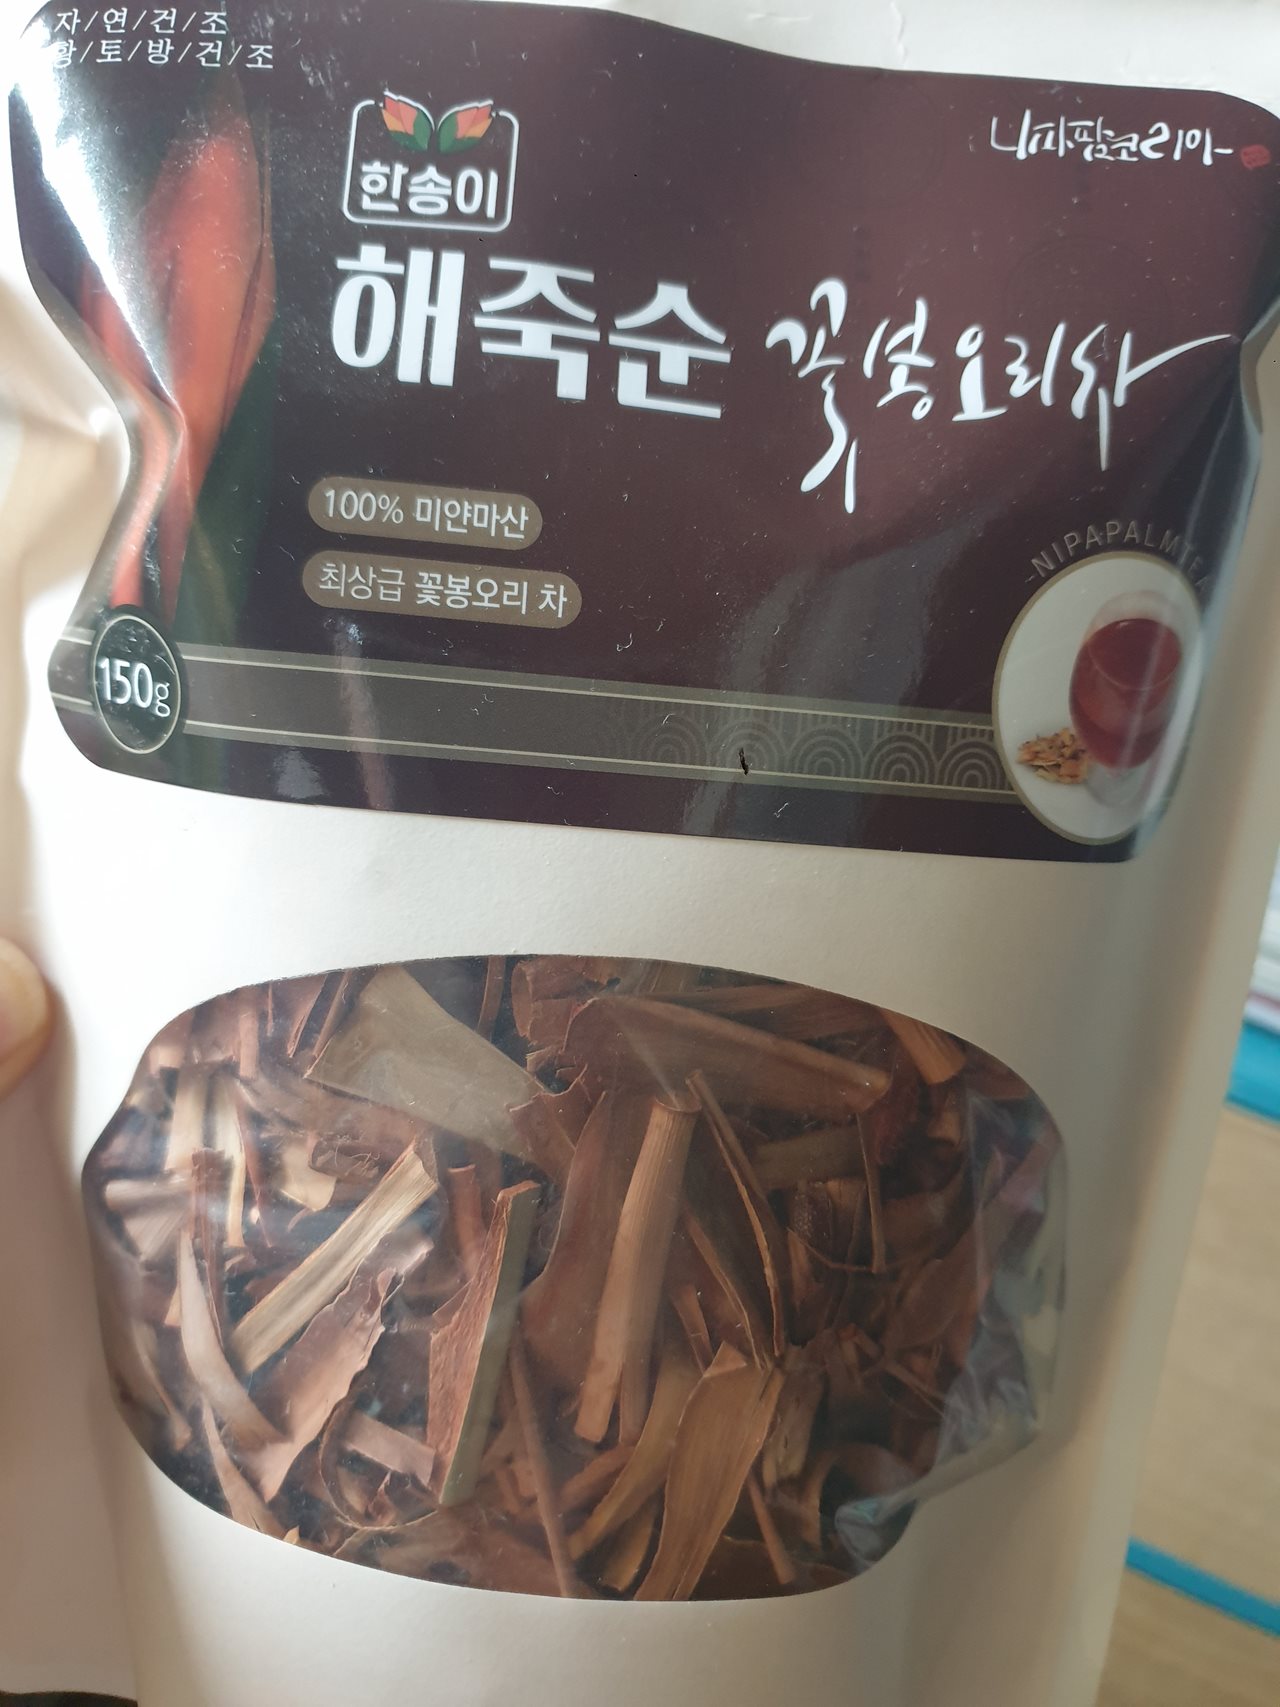 자/연/건/조
황/토/방/건/조
한송이
니파팜코리아
해죽순 꽃봉오리차
100% 미얀마산
최상급 꽃봉오리 차
150g
NIPAPALMTEA